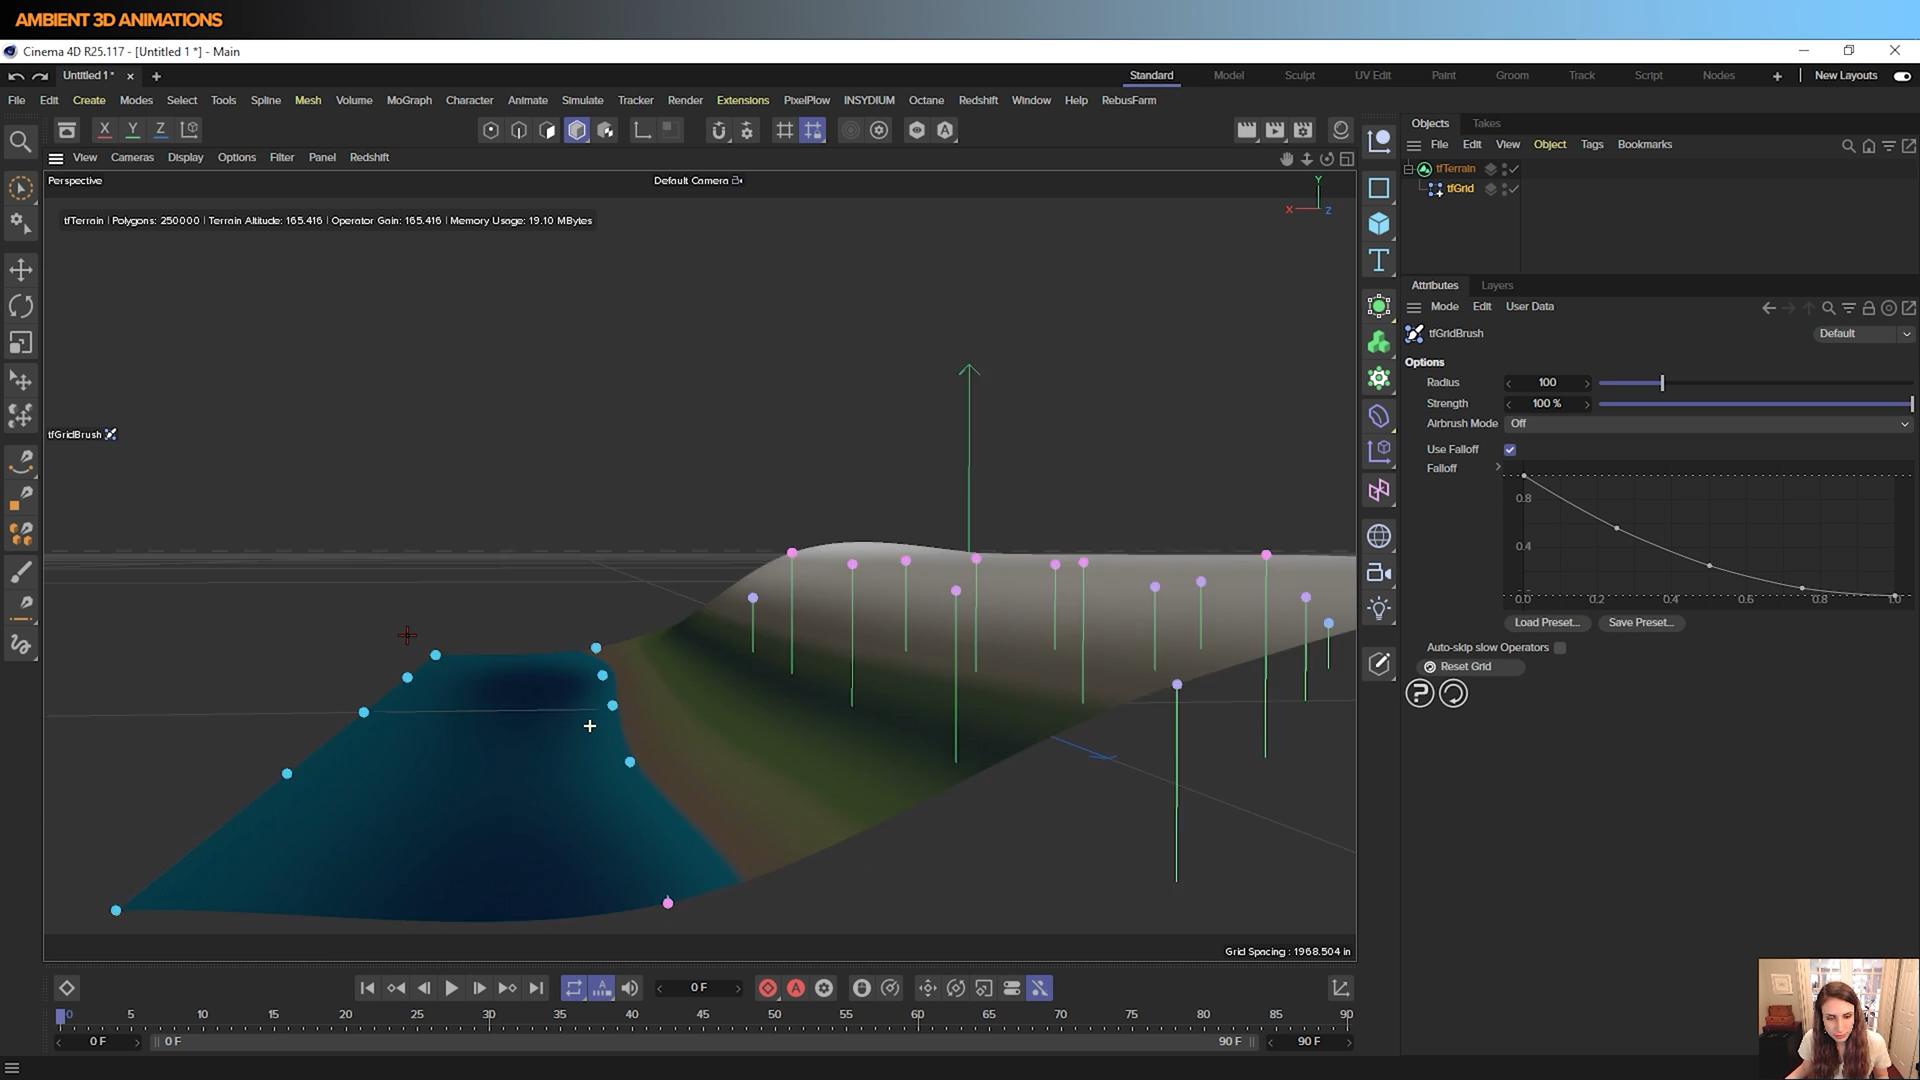 AMBIENT 3D ANIMATIONS
Cinema 4D R25.117 - [Untitled 1 *] - Main
Untitled 1 *
Standard Model Sculpt UV Edit Paint Groom Track Script Nodes New Layouts
File Edit Create Modes Select Tools Spline Mesh Volume MoGraph Character Animate Simulate Tracker Render Extensions PixelPlow INSYDIUM Octane Redshift Window Help RebusFarm
X Y Z
View Cameras Display Options Filter Panel Redshift
Perspective
Default Camera
Y
X Z
tfTerrain | Polygons: 250000 | Terrain Altitude: 165.416 | Operator Gain: 165.416 | Memory Usage: 19.10 MBytes
tfGridBrush
Grid Spacing : 1968.504 in
0 F
0 5 10 15 20 25 30 35 40 45 50 55 60 65 70 75 80 85 90
0 F 0 F 90 F 90 F
Objects Takes
File Edit View Object Tags Bookmarks
tfTerrain
tfGrid
Attributes Layers
Mode Edit User Data
tfGridBrush Default
Options
Radius 100
Strength 100 %
Airbrush Mode Off
Use Falloff
Falloff
0.8
0.4
0.0 0.2 0.4 0.6 0.8 1.0
Load Preset... Save Preset...
Auto-skip slow Operators
Reset Grid